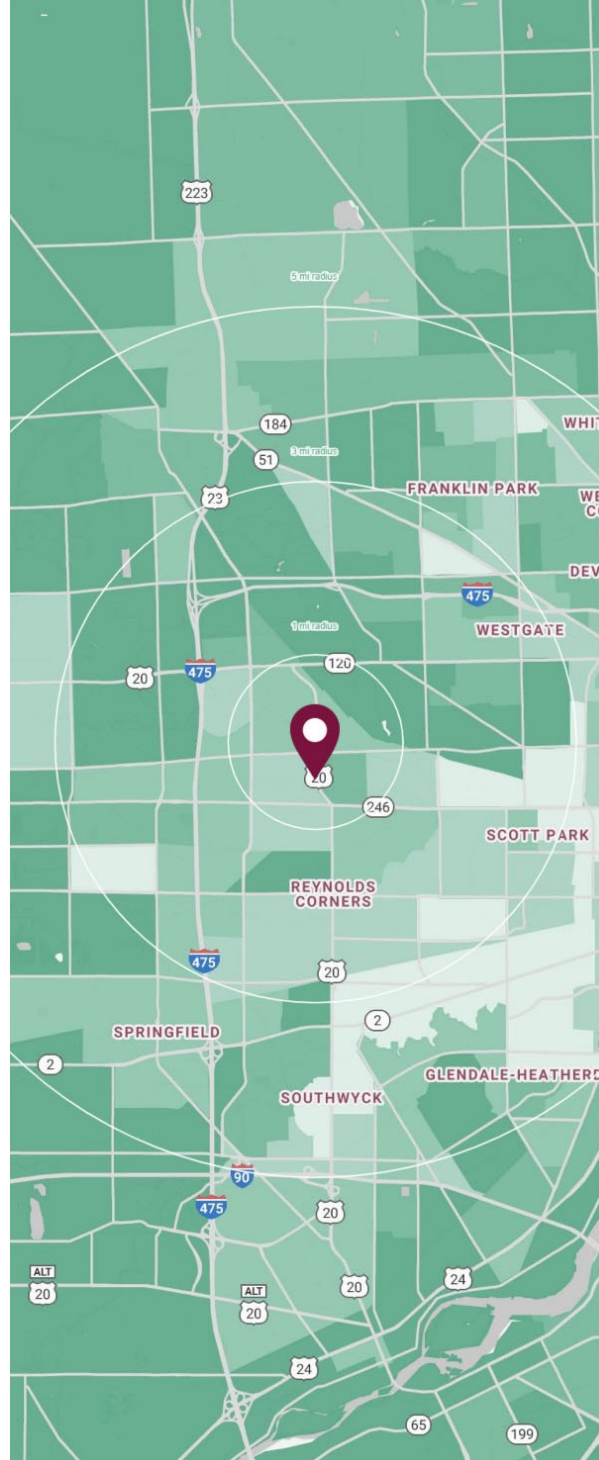 223
5 mi radius
184
WHIT
3 mi radius
51
FRANKLIN PARK
23
WE
CO
DEV
475
1 mi radius
WESTGATE
120
475
20
20
246
SCOTT PARK
REYNOLDS
CORNERS
475
20
2
SPRINGFIELD
2
GLENDALE-HEATHERD
SOUTHWYCK
90
475
20
ALT
20
ALT
20
20
24
24
65
199